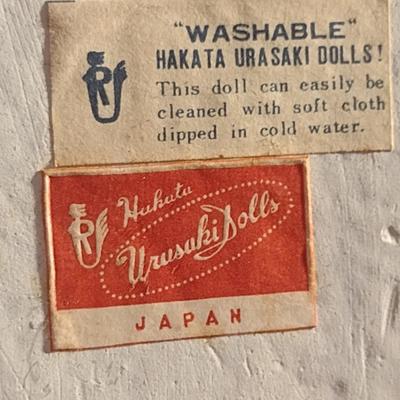 "WASHABLE"
HAKATA URASAKI DOLLS!
This doll can easily be
cleaned with soft cloth
dipped in cold water.
Hakata
Urasaki Dolls
JAPAN